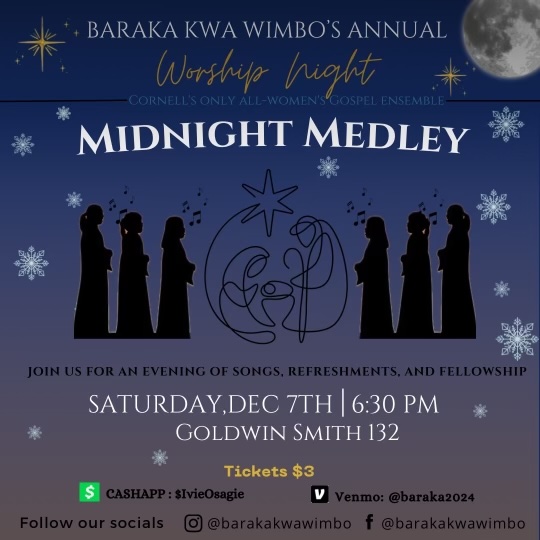 BARAKA KWA WIMBO'S ANNUAL
Worship Night
CORNELL'S ONLY ALL-WOMEN'S GOSPEL ENSEMBLE
MIDNIGHT MEDLEY
JOIN US FOR AN EVENING OF SONGS, REFRESHMENTS, AND FELLOWSHIP
SATURDAY,DEC 7TH | 6:30 PM
GOLDWIN SMITH 132
Tickets $3
CASHAPP : $IvieOsagie
Venmo: @baraka2024
Follow our socials @barakakwawimbo @barakakwawimbo